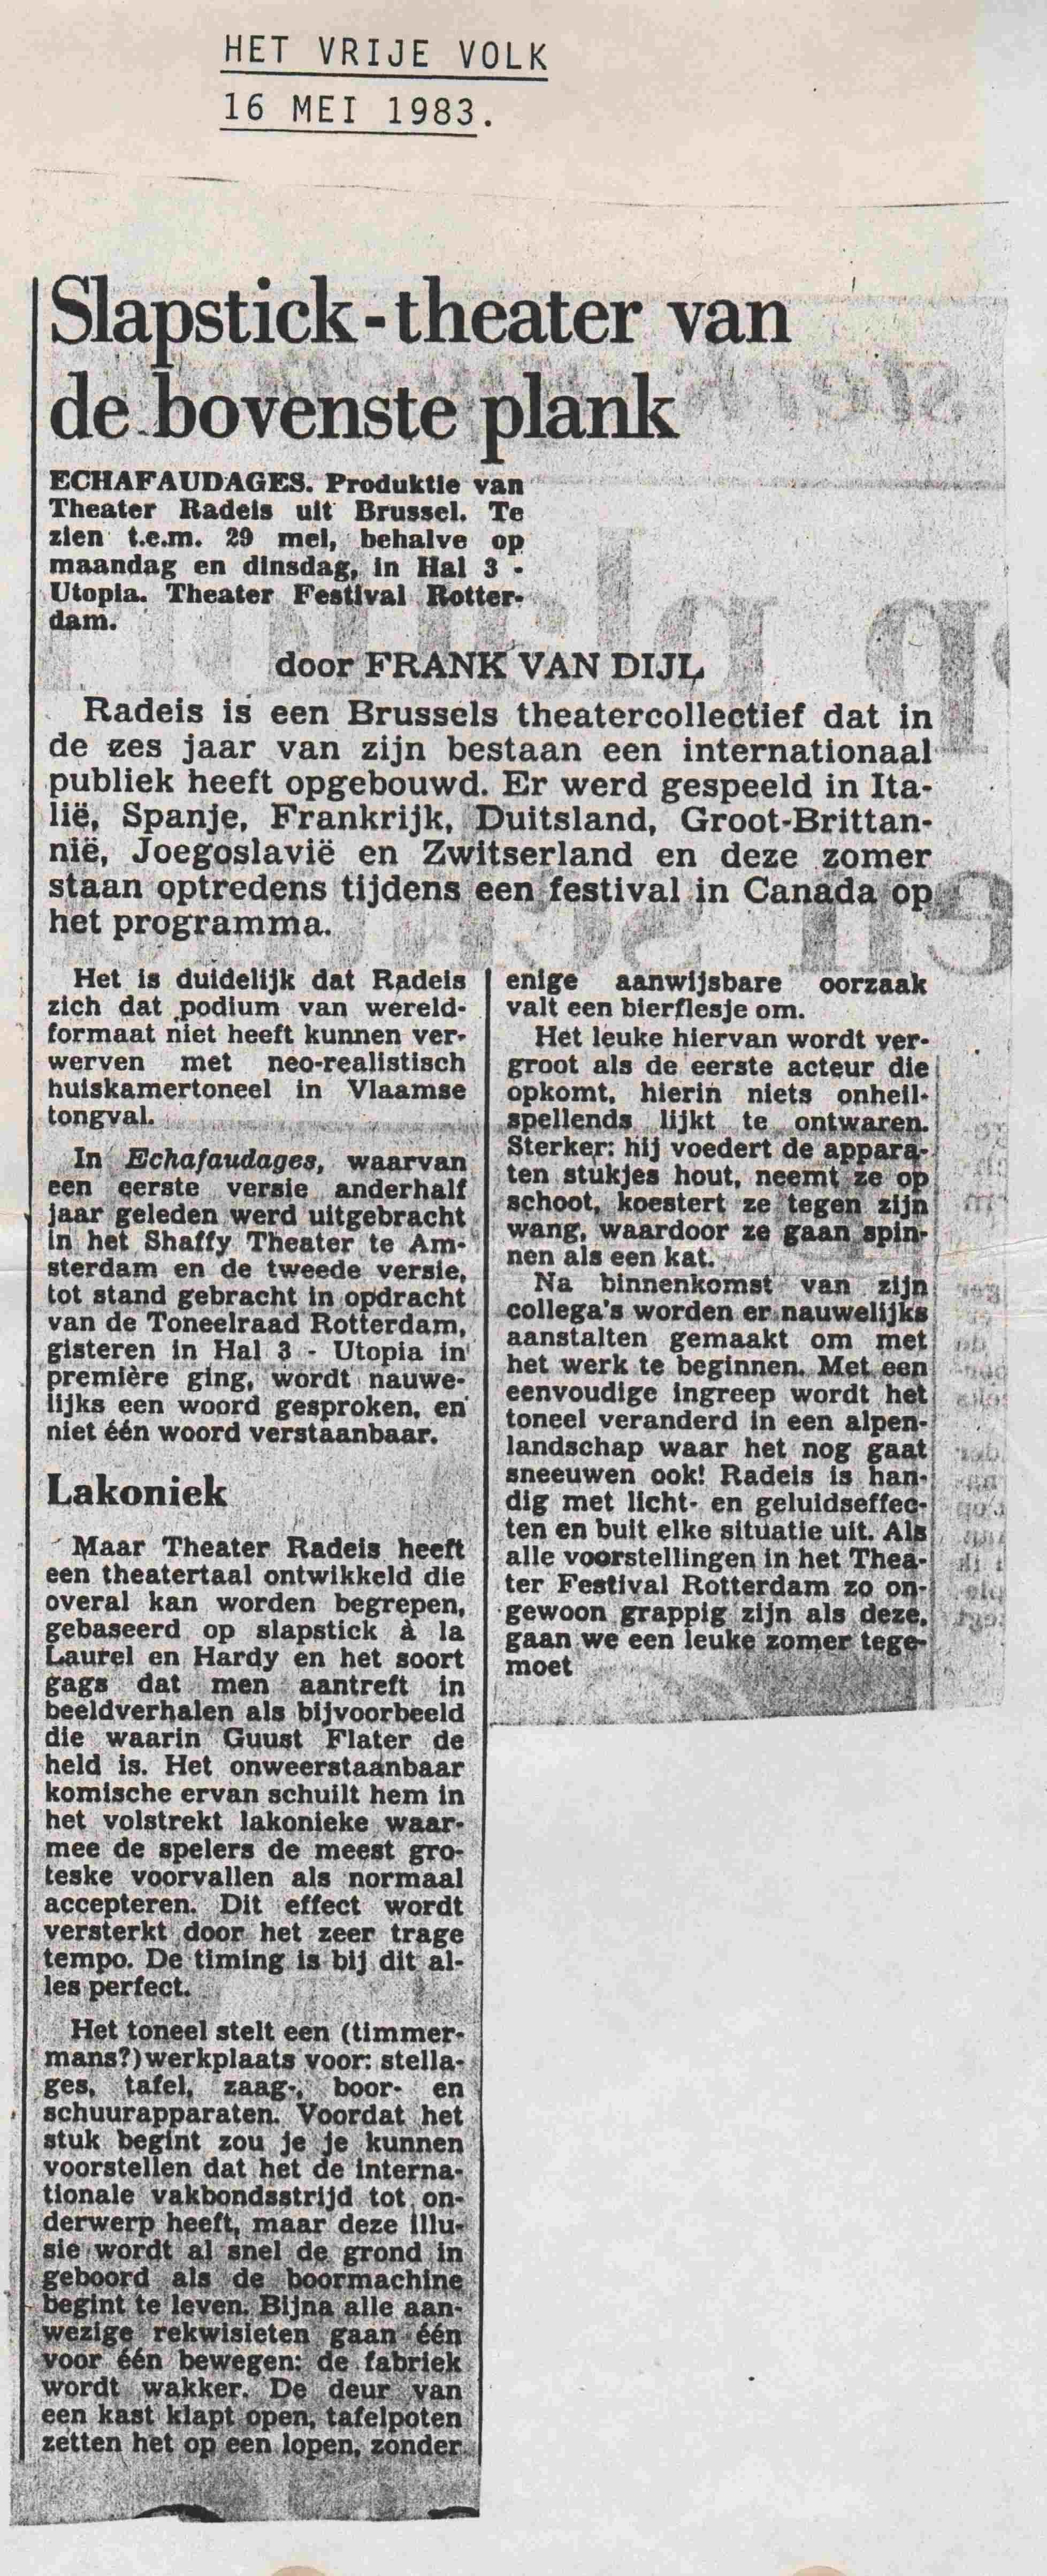 HET VRIJE VOLK
16 MEI 1983.
Slapstick-theater van
de bovenste plank
ECHAFAUDAGES. Produktie van
Theater Radeis uit Brussel. Te
zien t.e.m. 29 mei, behalve op
maandag en dinsdag, in Hal 3 -
Utopia. Theater Festival Rotter-
dam.
door FRANK VAN DIJL
Radeis is een Brussels theatercollectief dat in
de zes jaar van zijn bestaan een internationaal
publiek heeft opgebouwd. Er werd gespeeld in Ita-
lië, Spanje, Frankrijk, Duitsland, Groot-Brittan-
nië, Joegoslavië en Zwitserland en deze zomer
staan optredens tijdens een festival in Canada op
het programma.
Het is duidelijk dat Radeis
zich dat podium van wereld-
formaat niet heeft kunnen ver-
werven met neo-realistisch
huiskamertoneel in Vlaamse
tongval.
In Echafaudages, waarvan
een eerste versie anderhalf
jaar geleden werd uitgebracht
in het Shaffy Theater te Am-
sterdam en de tweede versie,
tot stand gebracht in opdracht
van de Toneelraad Rotterdam,
gisteren in Hal 3 - Utopia in
première ging, wordt nauwe-
lijks een woord gesproken, en
niet één woord verstaanbaar.
Lakoniek
Maar Theater Radeis heeft
een theatertaal ontwikkeld die
overal kan worden begrepen,
gebaseerd op slapstick à la
Laurel en Hardy en het soort
gags dat men aantreft in
beeldverhalen als bijvoorbeeld
die waarin Guust Flater de
held is. Het onweerstaanbaar
komische ervan schuilt hem in
het volstrekt lakonieke waar-
mee de spelers de meest gro-
teske voorvallen als normaal
accepteren. Dit effect wordt
versterkt door het zeer trage
tempo. De timing is bij dit al-
les perfect.
Het toneel stelt een (timmer-
mans?)werkplaats voor: stella-
ges, tafel, zaag-, boor- en
schuurapparaten. Voordat het
stuk begint zou je je kunnen
voorstellen dat het de interna-
tionale vakbondsstrijd tot on-
derwerp heeft, maar deze illu-
sie wordt al snel de grond in
geboord als de boormachine
begint te leven. Bijna alle aan-
wezige rekwisieten gaan één
voor één bewegen: de fabriek
wordt wakker. De deur van
een kast klapt open, tafelpoten
zetten het op een lopen, zonder
enige aanwijsbare oorzaak
valt een bierflesje om.
Het leuke hiervan wordt ver-
groot als de eerste acteur die
opkomt, hierin niets onheil-
spellends lijkt te ontwaren.
Sterker: hij voedert de appara-
ten stukjes hout, neemt ze op
schoot, koestert ze tegen zijn
wang, waardoor ze gaan spin-
nen als een kat.
Na binnenkomst van zijn
collega's worden er nauwelijks
aanstalten gemaakt om met
het werk te beginnen. Met een
eenvoudige ingreep wordt het
toneel veranderd in een alpen-
landschap waar het nog gaat
sneeuwen ook! Radeis is han-
dig met licht- en geluidseffec-
ten en buit elke situatie uit. Als
alle voorstellingen in het Thea-
ter Festival Rotterdam zo on-
gewoon grappig zijn als deze,
gaan we een leuke zomer tege-
moet